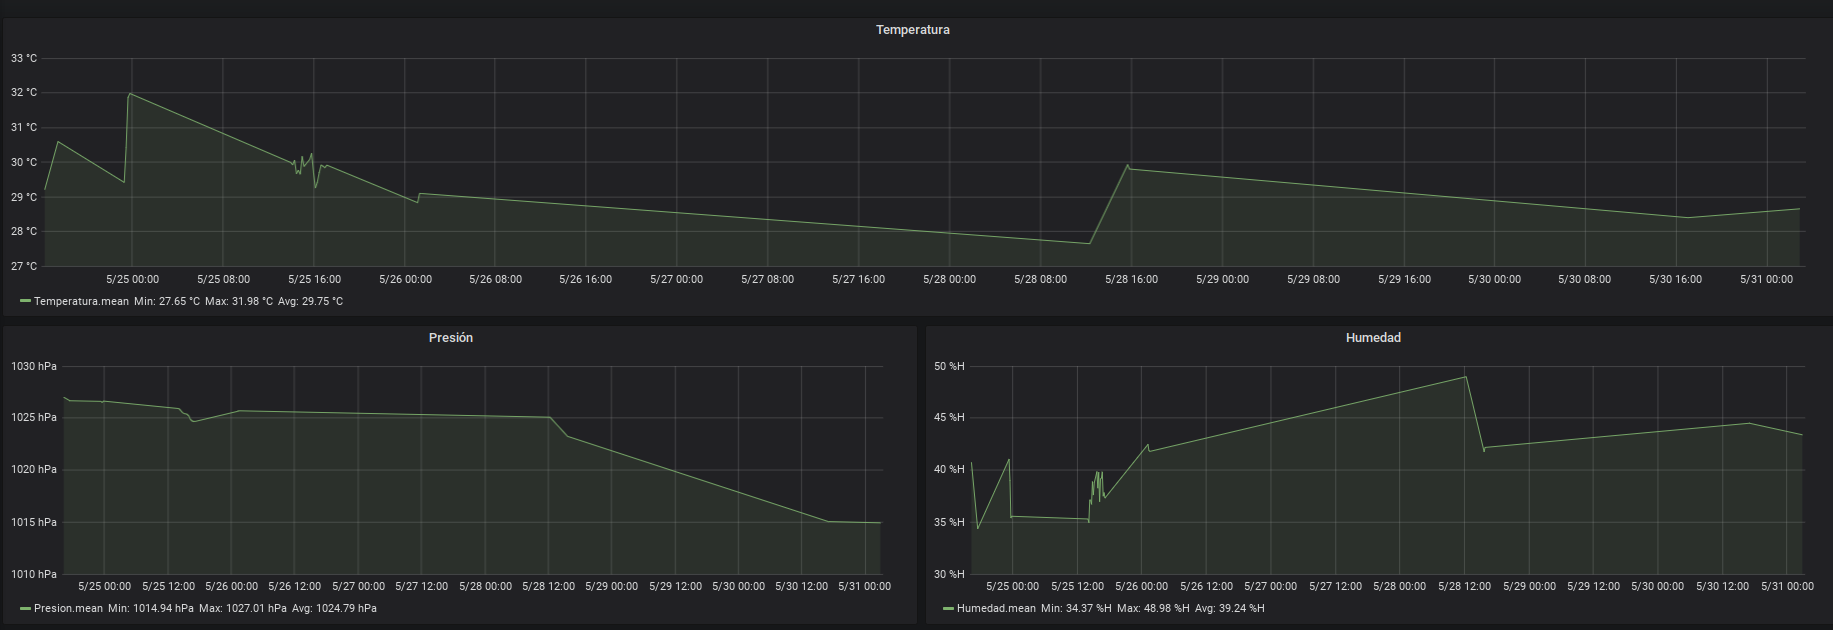 Temperatura
33 °C
32 °C
31 °C
30 °C
29 °C
28 °C
27 °C
5/25 00:00 5/25 08:00 5/25 16:00 5/26 00:00 5/26 08:00 5/26 16:00 5/27 00:00 5/27 08:00 5/27 16:00 5/28 00:00 5/28 08:00 5/28 16:00 5/29 00:00 5/29 08:00 5/29 16:00 5/30 00:00 5/30 08:00 5/30 16:00 5/31 00:00
Temperatura.mean Min: 27.65 °C Max: 31.98 °C Avg: 29.75 °C
Presión
1030 hPa
1025 hPa
1020 hPa
1015 hPa
1010 hPa
5/25 00:00 5/25 12:00 5/26 00:00 5/26 12:00 5/27 00:00 5/27 12:00 5/28 00:00 5/28 12:00 5/29 00:00 5/29 12:00 5/30 00:00 5/30 12:00 5/31 00:00
Presion.mean Min: 1014.94 hPa Max: 1027.01 hPa Avg: 1024.79 hPa
Humedad
50 %H
45 %H
40 %H
35 %H
30 %H
5/25 00:00 5/25 12:00 5/26 00:00 5/26 12:00 5/27 00:00 5/27 12:00 5/28 00:00 5/28 12:00 5/29 00:00 5/29 12:00 5/30 00:00 5/30 12:00 5/31 00:00
Humedad.mean Min: 34.37 %H Max: 48.98 %H Avg: 39.24 %H